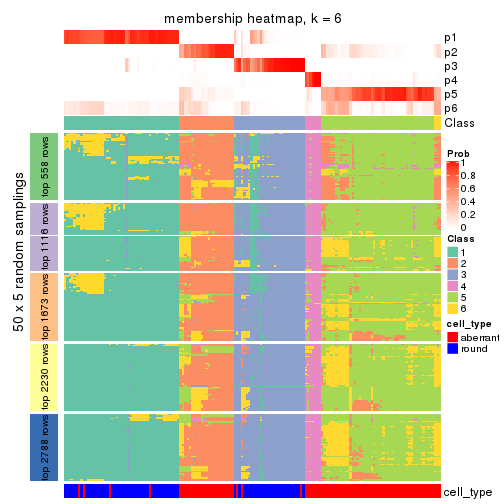 membership heatmap, k = 6
p1
p2
p3
p4
p5
p6
Class
50 x 5 random samplings
top 558 rows
top 1116 rows
top 1673 rows
top 2230 rows
top 2788 rows
cell_type
Prob
1
0.8
0.6
0.4
0.2
0
Class
1
2
3
4
5
6
cell_type
aberrant
round